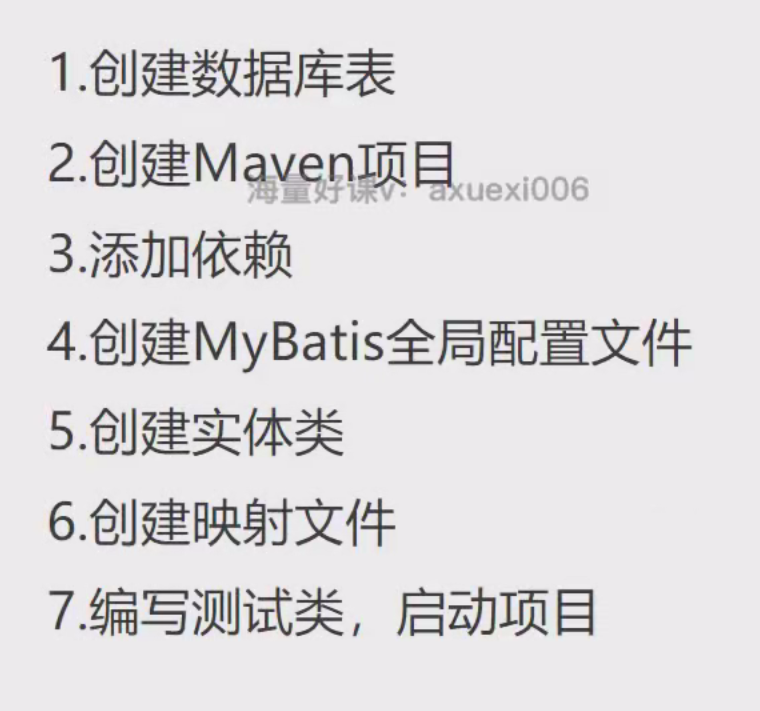 1.创建数据库表
2.创建Maven项目
海量好课v：axuexi006
3.添加依赖
4.创建MyBatis全局配置文件
5.创建实体类
6.创建映射文件
7.编写测试类，启动项目